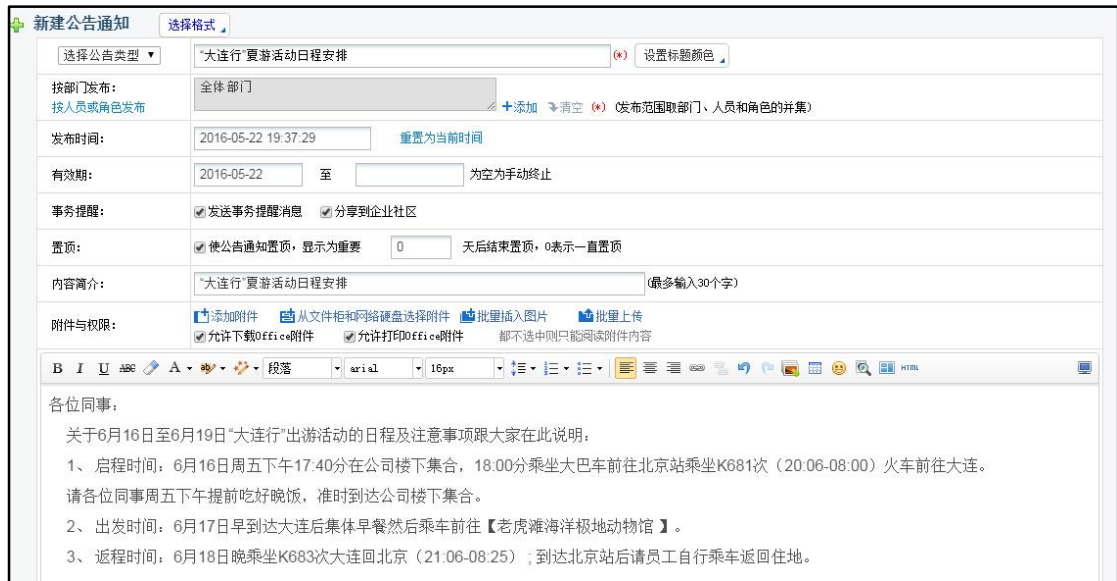 新建公告通知 选择格式
选择公告类型 ▼ “大连行”夏游活动日程安排 (*) 设置标题颜色
按部门发布： 全体部门
按人员或角色发布 添加 清空 (*) (发布范围取部门、人员和角色的并集)
发布时间： 2016-05-22 19:37:29 重置为当前时间
有效期： 2016-05-22 至 为空为手动终止
事务提醒： 发送事务提醒消息 分享到企业社区
置顶： 使公告通知置顶，显示为重要 0 天后结束置顶，0表示一直置顶
内容简介： “大连行”夏游活动日程安排 (最多输入30个字)
附件与权限： 添加附件 从文件柜和网络硬盘选择附件 批量插入图片 批量上传
允许下载Office附件 允许打印Office附件 都不选中则只能阅读附件内容
B I U ABC A ab 段落 arial 16px HTML
各位同事：
关于6月16日至6月19日“大连行”出游活动的日程及注意事项跟大家在此说明：
1、 启程时间：6月16日周五下午17:40分在公司楼下集合，18:00分乘坐大巴车前往北京站乘坐K681次（20:06-08:00）火车前往大连。
请各位同事周五下午提前吃好晚饭，准时到达公司楼下集合。
2、 出发时间：6月17日早到达大连后集体早餐然后乘车前往【老虎滩海洋极地动物馆 】。
3、 返程时间：6月18日晚乘坐K683次大连回北京（21:06-08:25）; 到达北京站后请员工自行乘车返回住地。